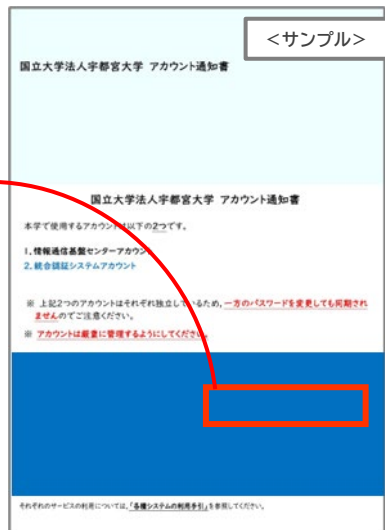 <サンプル>
国立大学法人宇都宮大学 アカウント通知書
国立大学法人宇都宮大学 アカウント通知書
本学で使用するアカウントは以下の2つです。
1. 情報通信基盤センターアカウント
2. 統合認証システムアカウント
※ 上記2つのアカウントはそれぞれ独立しているため，一方のパスワードを変更しても同期され
ませんのでご注意ください。
※ アカウントは厳重に管理するようにしてください。
それぞれのサービスの利用については，「各種システムの利用手引」を参照してください。